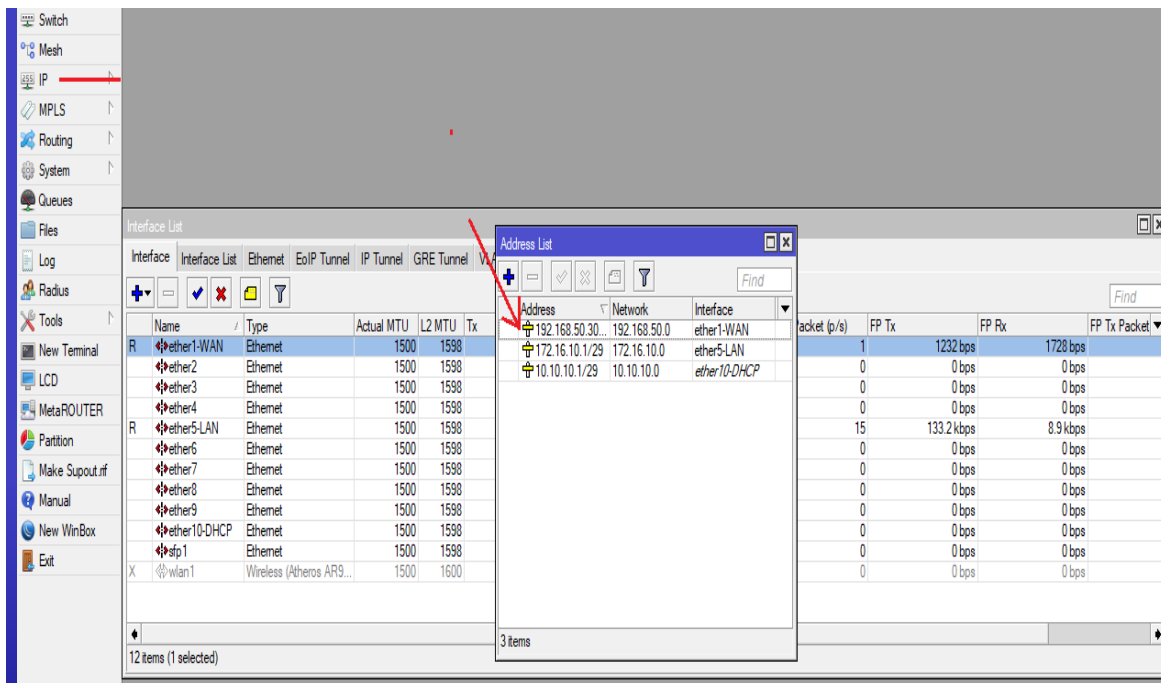 Switch
Mesh
IP
MPLS
Routing
System
Queues
Files
Log
Radius
Tools
New Terminal
LCD
MetaROUTER
Partition
Make Supout.rif
Manual
New WinBox
Exit
Interface List
Interface Interface List Ethernet EoIP Tunnel IP Tunnel GRE Tunnel
Find
Name Type Actual MTU L2 MTU Tx Packet (p/s) FP Tx FP Rx FP Tx Packet
R ether1-WAN Ethernet 1500 1598 1 1232 bps 1728 bps
ether2 Ethernet 1500 1598 0 0 bps 0 bps
ether3 Ethernet 1500 1598 0 0 bps 0 bps
ether4 Ethernet 1500 1598 0 0 bps 0 bps
R ether5-LAN Ethernet 1500 1598 15 133.2 kbps 8.9 kbps
ether6 Ethernet 1500 1598 0 0 bps 0 bps
ether7 Ethernet 1500 1598 0 0 bps 0 bps
ether8 Ethernet 1500 1598 0 0 bps 0 bps
ether9 Ethernet 1500 1598 0 0 bps 0 bps
ether10-DHCP Ethernet 1500 1598 0 0 bps 0 bps
sfp1 Ethernet 1500 1598 0 0 bps 0 bps
X wlan1 Wireless (Atheros AR9... 1500 1600 0 0 bps 0 bps
12 items (1 selected)
Address List
Find
Address Network Interface
192.168.50.30... 192.168.50.0 ether1-WAN
172.16.10.1/29 172.16.10.0 ether5-LAN
10.10.10.1/29 10.10.10.0 ether10-DHCP
3 items